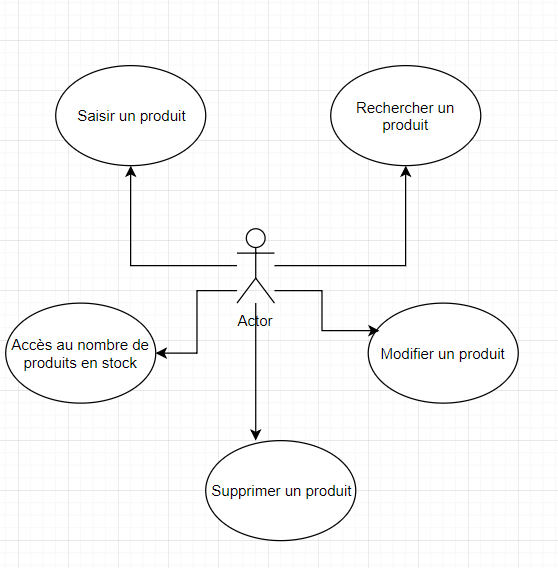 Saisir un produit
Rechercher un
produit
Actor
Accès au nombre de
produits en stock
Modifier un produit
Supprimer un produit